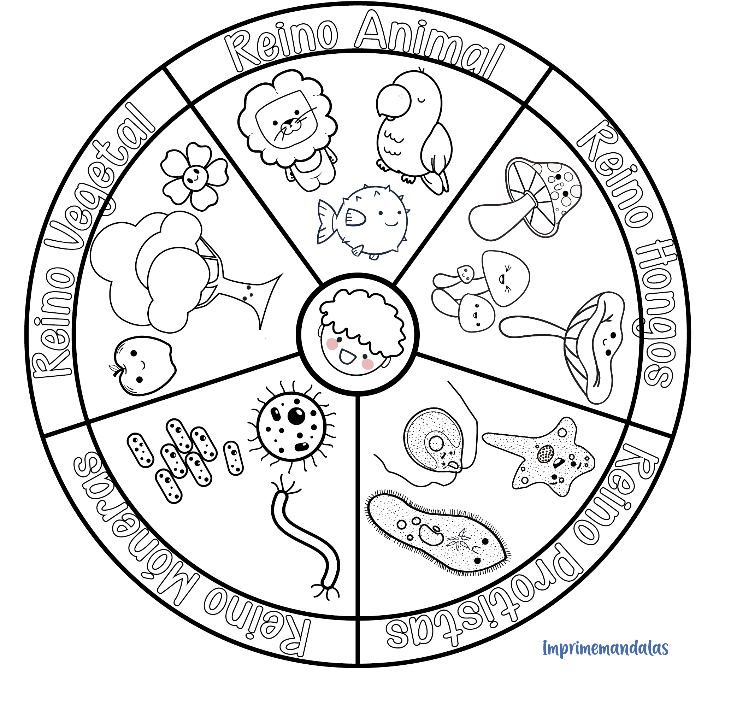 Reino Animal
Reino Hongos
Reino Protistas
Reino Móneras
Reino Vegetal
Imprimemandalas